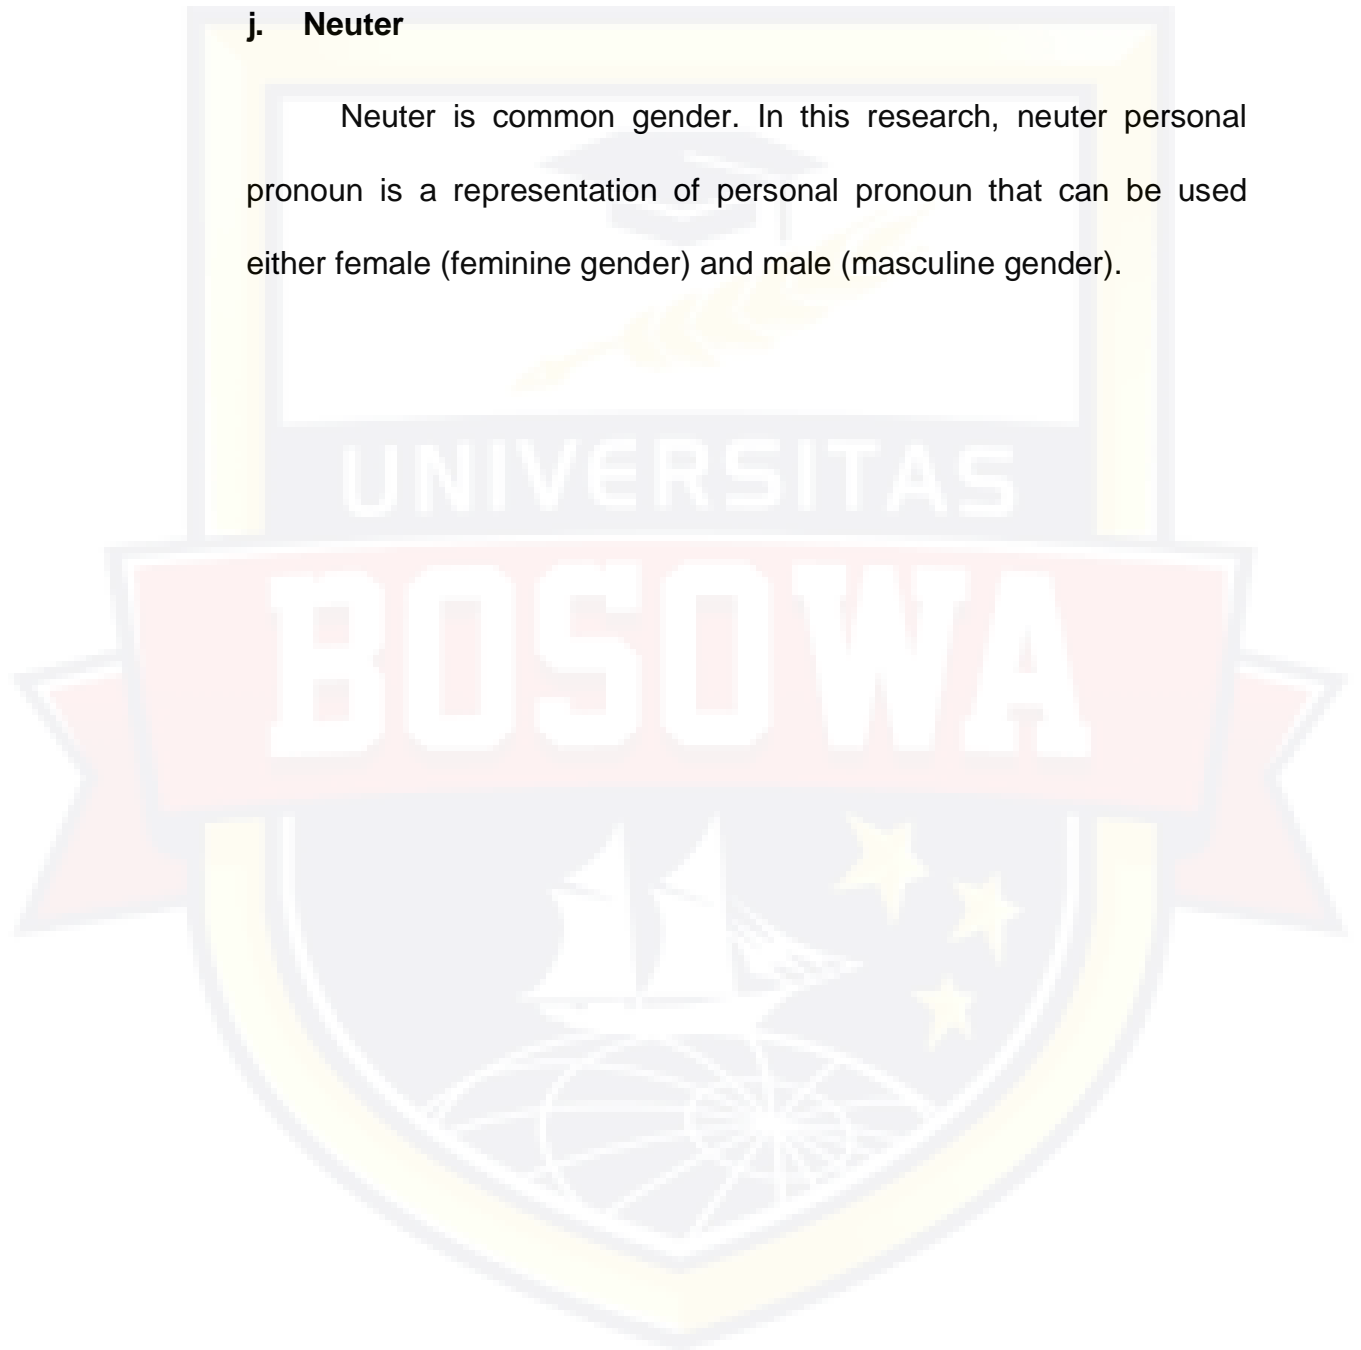 j. Neuter
Neuter is common gender. In this research, neuter personal
pronoun is a representation of personal pronoun that can be used
either female (feminine gender) and male (masculine gender).
UNIVERSITAS
BOSOWA